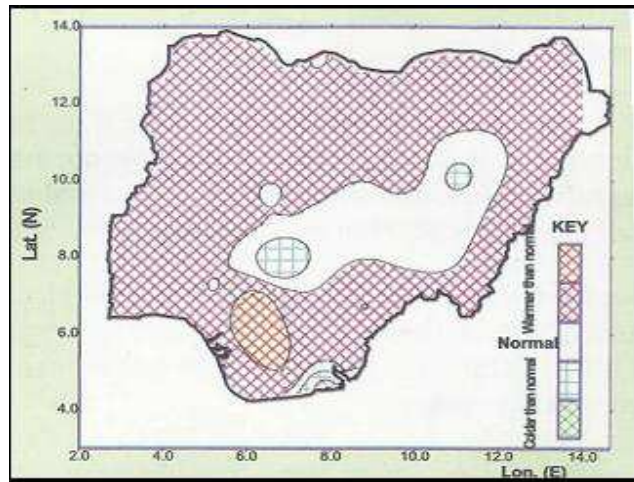 14.0
12.0
10.0
8.0
6.0
4.0
Lat. (N)
2.0
4.0
6.0
8.0
10.0
12.0
14.0
Lon. (E)
KEY
Warmer than normal
Normal
Colder than normal